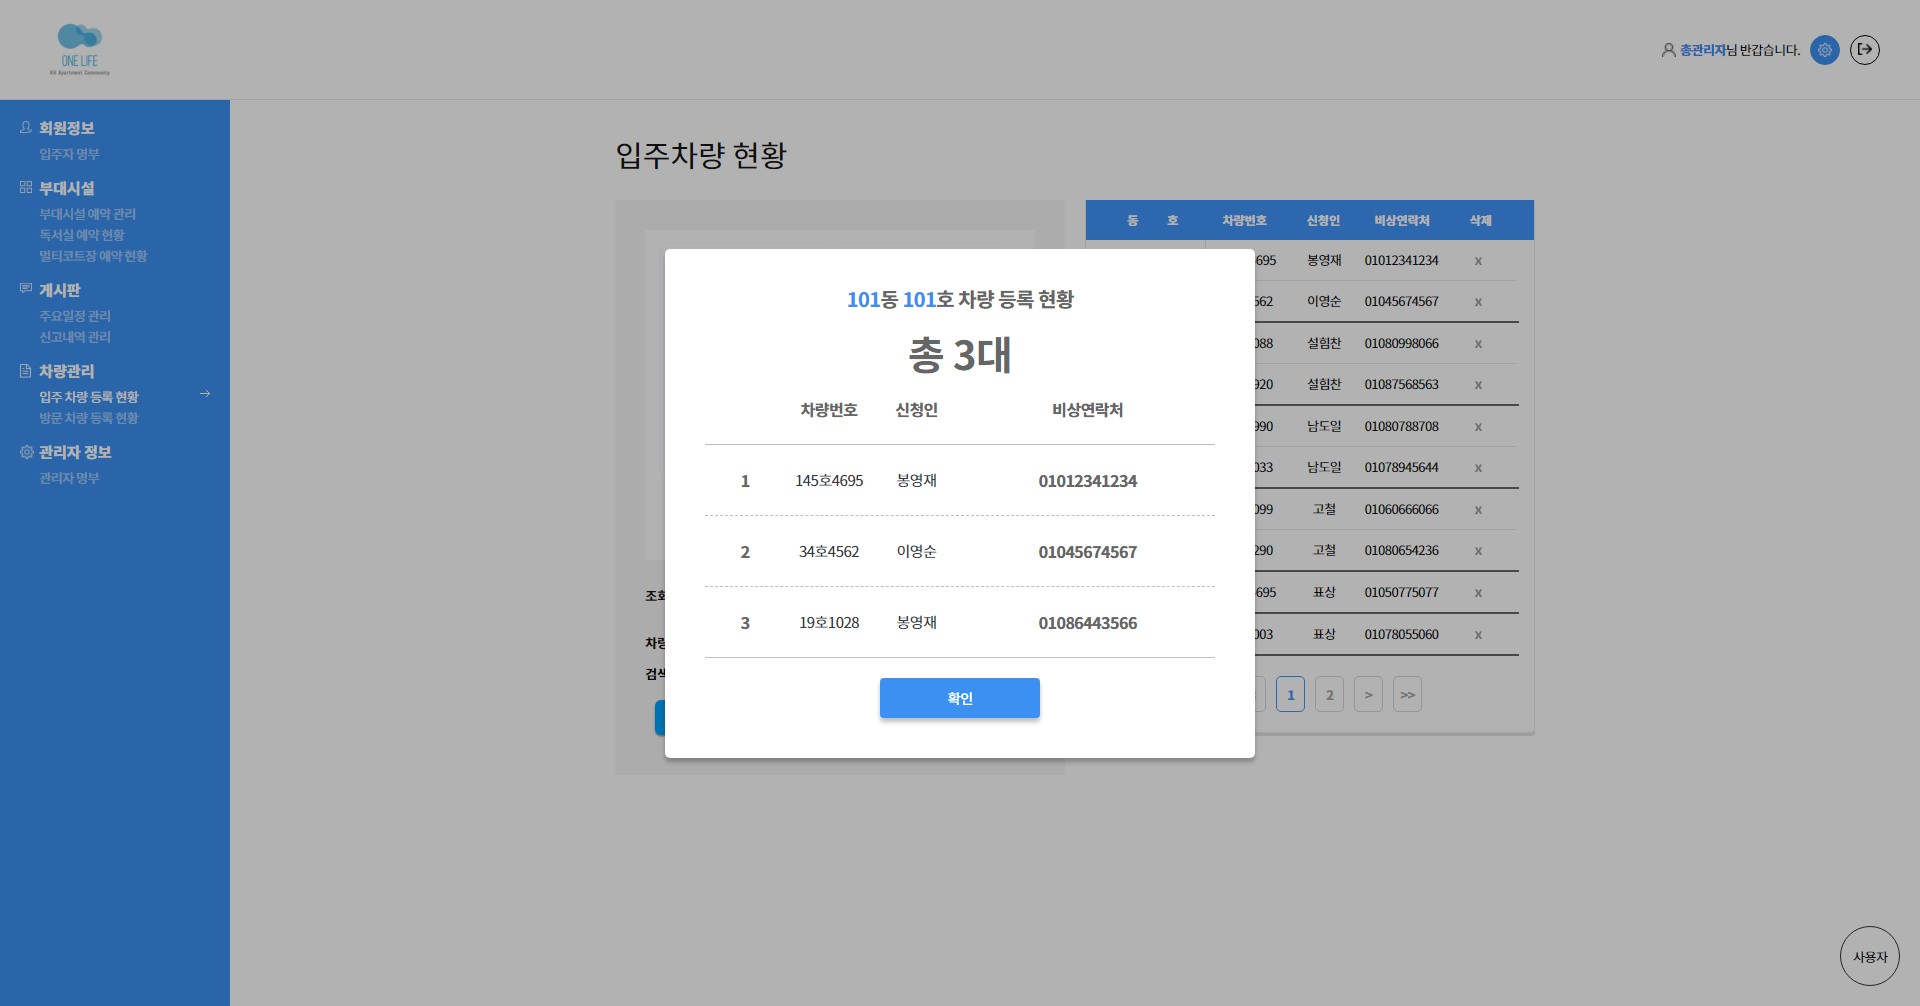 ONE LIFE
RH Apartment Community
총관리자님 반갑습니다.
회원정보
입주자 명부
부대시설
부대시설 예약 관리
독서실 예약 현황
멀티코트장 예약 현황
게시판
주요일정 관리
신고내역 관리
차량관리
입주 차량 등록 현황 →
방문 차량 등록 현황
관리자 정보
관리자 명부
입주차량 현황
조회
차량
검색
101동 101호 차량 등록 현황
총 3대
차량번호 신청인 비상연락처
1 145호4695 봉영재 01012341234
2 34호4562 이영순 01045674567
3 19호1028 봉영재 01086443566
확인
동 호 차량번호 신청인 비상연락처 삭제
695 봉영재 01012341234 x
562 이영순 01045674567 x
088 설힘찬 01080998066 x
920 설힘찬 01087568563 x
990 남도일 01080788708 x
033 남도일 01078945644 x
099 고철 01060666066 x
290 고철 01080654236 x
695 표상 01050775077 x
003 표상 01078055060 x
1 2 > >>
사용자